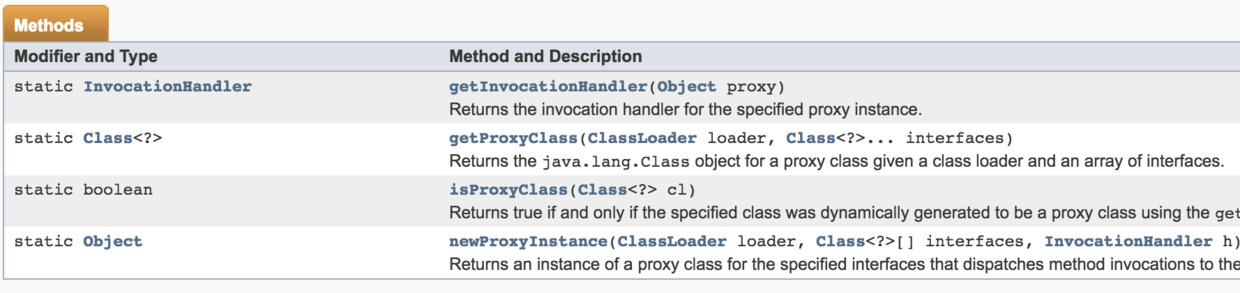 Methods
Modifier and Type Method and Description
static InvocationHandler getInvocationHandler(Object proxy)
Returns the invocation handler for the specified proxy instance.
static Class<?> getProxyClass(ClassLoader loader, Class<?>... interfaces)
Returns the java.lang.Class object for a proxy class given a class loader and an array of interfaces.
static boolean isProxyClass(Class<?> cl)
Returns true if and only if the specified class was dynamically generated to be a proxy class using the get
static Object newProxyInstance(ClassLoader loader, Class<?>[] interfaces, InvocationHandler h)
Returns an instance of a proxy class for the specified interfaces that dispatches method invocations to the